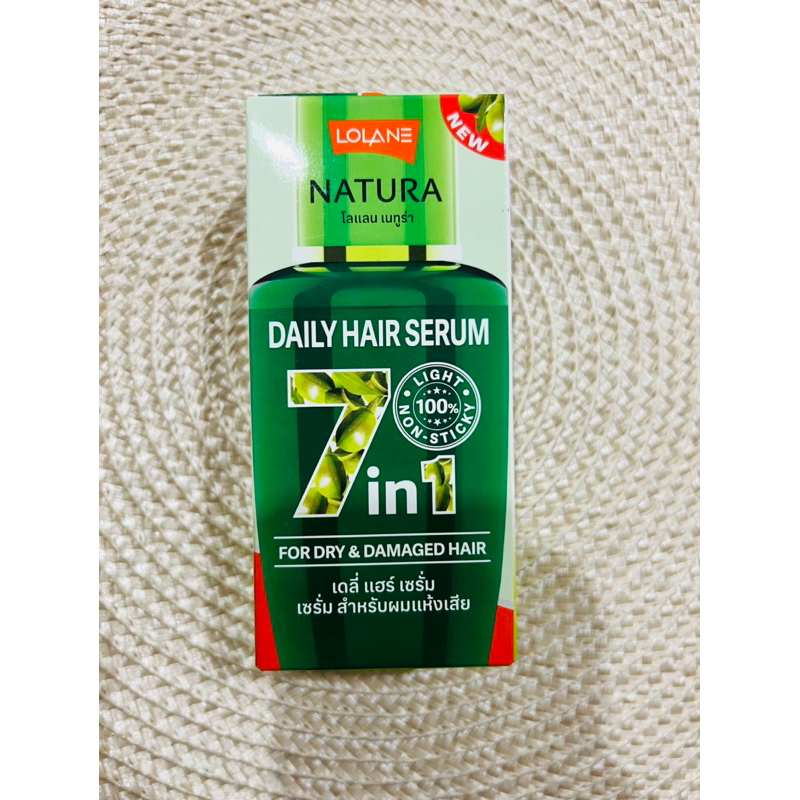 LOLANE
NEW
NATURA
โลแลน เนทูร่า
DAILY HAIR SERUM
LIGHT
100%
NON-STICKY
7in1
FOR DRY & DAMAGED HAIR
เดลี่ แฮร์ เซรั่ม
เซรั่ม สำหรับผมแห้งเสีย